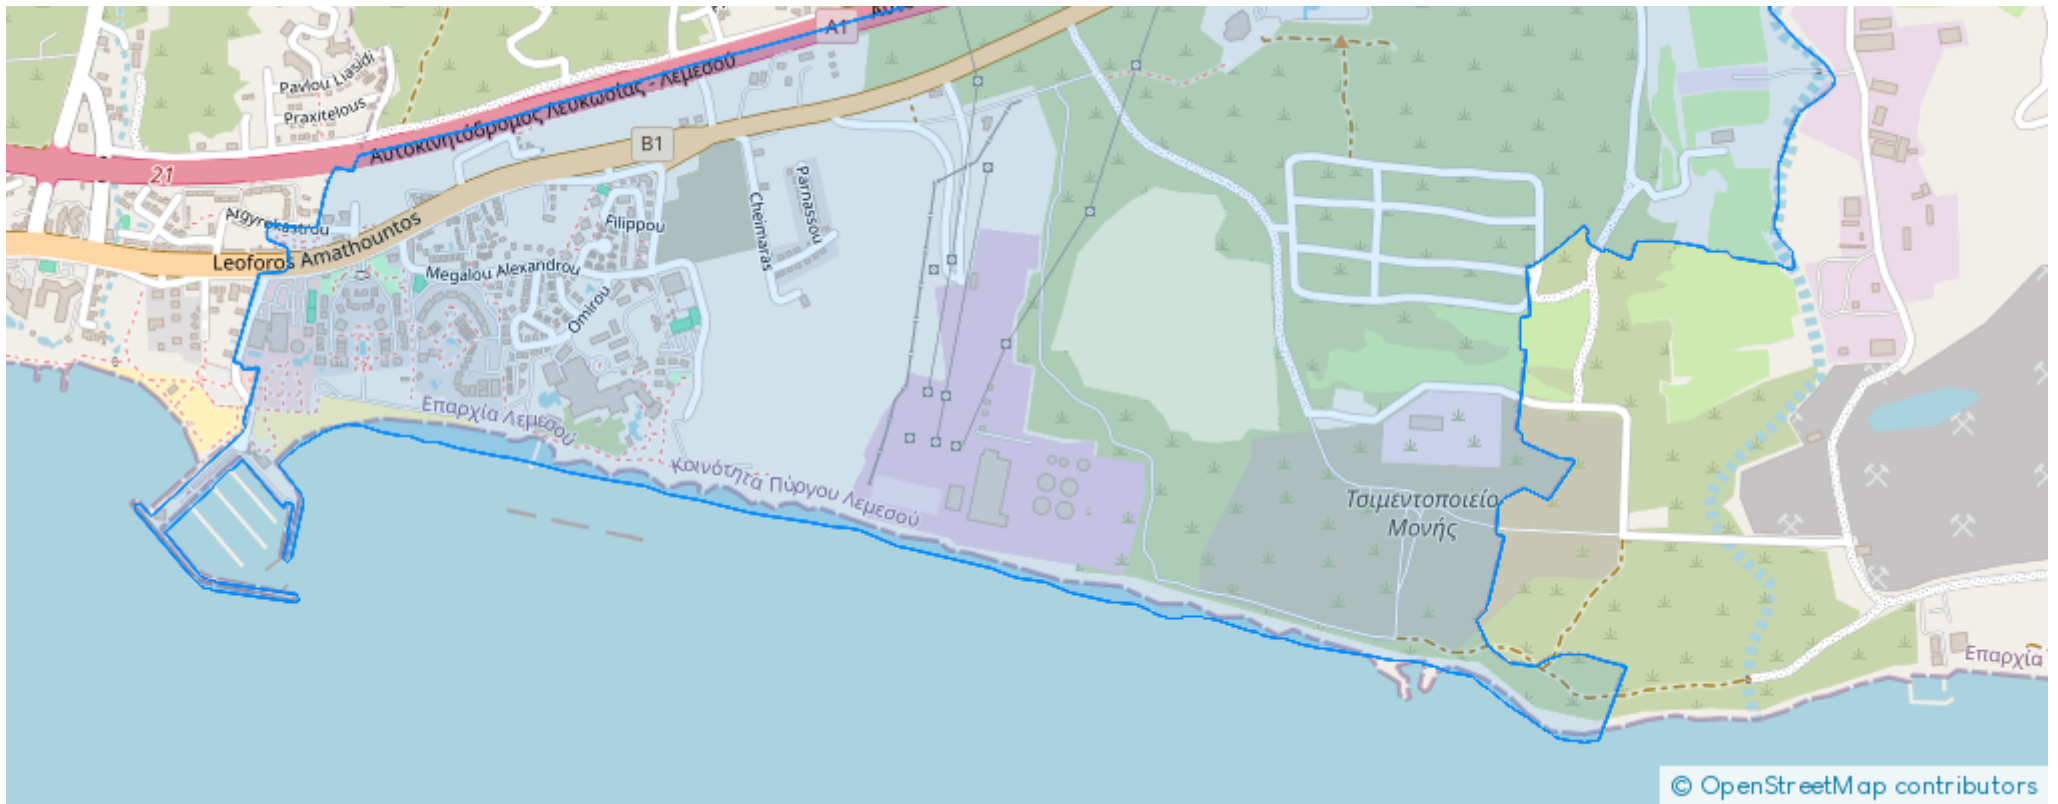 A1
Αυτο
Pavlou Liasidi
Praxitelous
Αυτοκινητόδρομος Λευκωσίας - Λεμεσού
B1
21
Argyrokastrou
Leoforos Amathountos
Filippou
Parnassou
Cheimaras
Megalou Alexandrou
Omirou
Επαρχία Λεμεσού
Κοινότητα Πύργου Λεμεσού
Τσιμεντοποιείο
Μονής
Επαρχία
© OpenStreetMap contributors